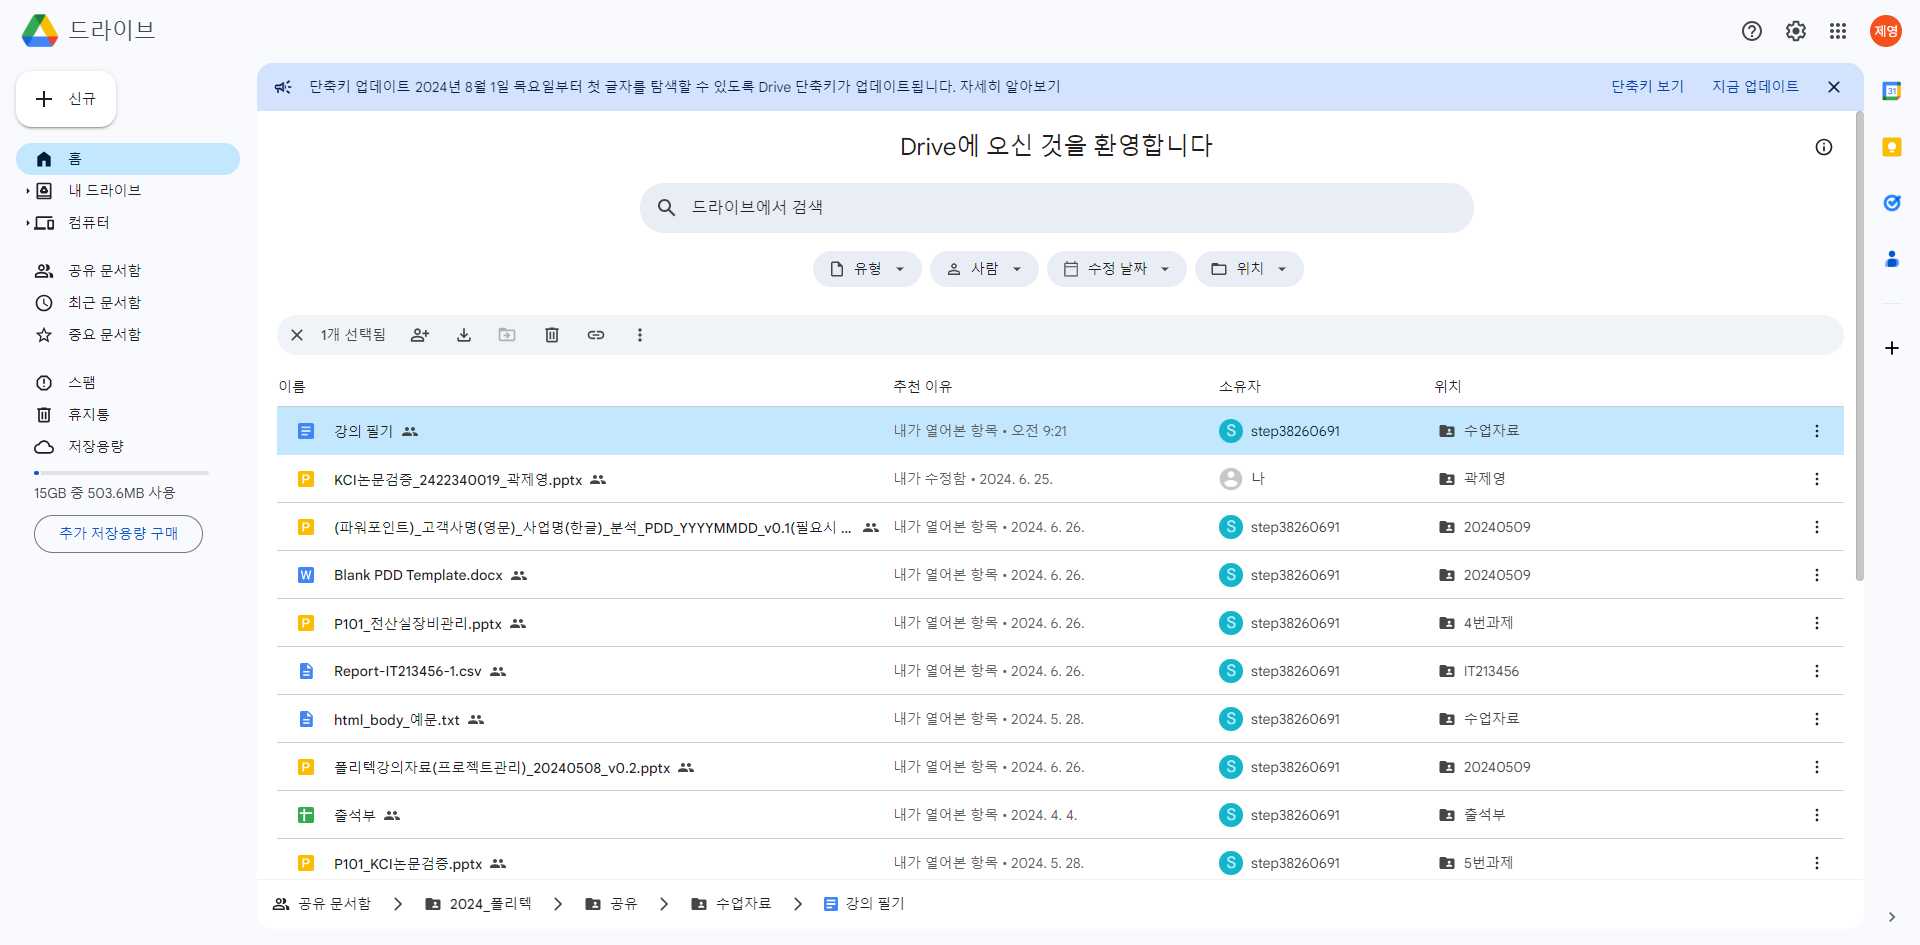 드라이브
제영
신규
단축키 업데이트 2024년 8월 1일 목요일부터 첫 글자를 탐색할 수 있도록 Drive 단축키가 업데이트됩니다. 자세히 알아보기
단축키 보기
지금 업데이트
31
홈
내 드라이브
컴퓨터
공유 문서함
최근 문서함
중요 문서함
스팸
휴지통
저장용량
15GB 중 503.6MB 사용
추가 저장용량 구매
Drive에 오신 것을 환영합니다
드라이브에서 검색
유형 사람 수정 날짜 위치
1개 선택됨
이름 추천 이유 소유자 위치
강의 필기 내가 열어본 항목 • 오전 9:21 S step38260691 수업자료
P KCI논문검증_2422340019_곽제영.pptx 내가 수정함 • 2024. 6. 25. 나 곽제영
P (파워포인트)_고객사명(영문)_사업명(한글)_분석_PDD_YYYYMMDD_v0.1(필요시 ... 내가 열어본 항목 • 2024. 6. 26. S step38260691 20240509
W Blank PDD Template.docx 내가 열어본 항목 • 2024. 6. 26. S step38260691 20240509
P P101_전산실장비관리.pptx 내가 열어본 항목 • 2024. 6. 26. S step38260691 4번과제
Report-IT213456-1.csv 내가 열어본 항목 • 2024. 6. 26. S step38260691 IT213456
html_body_예문.txt 내가 열어본 항목 • 2024. 5. 28. S step38260691 수업자료
P 폴리텍강의자료(프로젝트관리)_20240508_v0.2.pptx 내가 열어본 항목 • 2024. 6. 26. S step38260691 20240509
출석부 내가 열어본 항목 • 2024. 4. 4. S step38260691 출석부
P P101_KCI논문검증.pptx 내가 열어본 항목 • 2024. 5. 28. S step38260691 5번과제
공유 문서함 2024_폴리텍 공유 수업자료 강의 필기